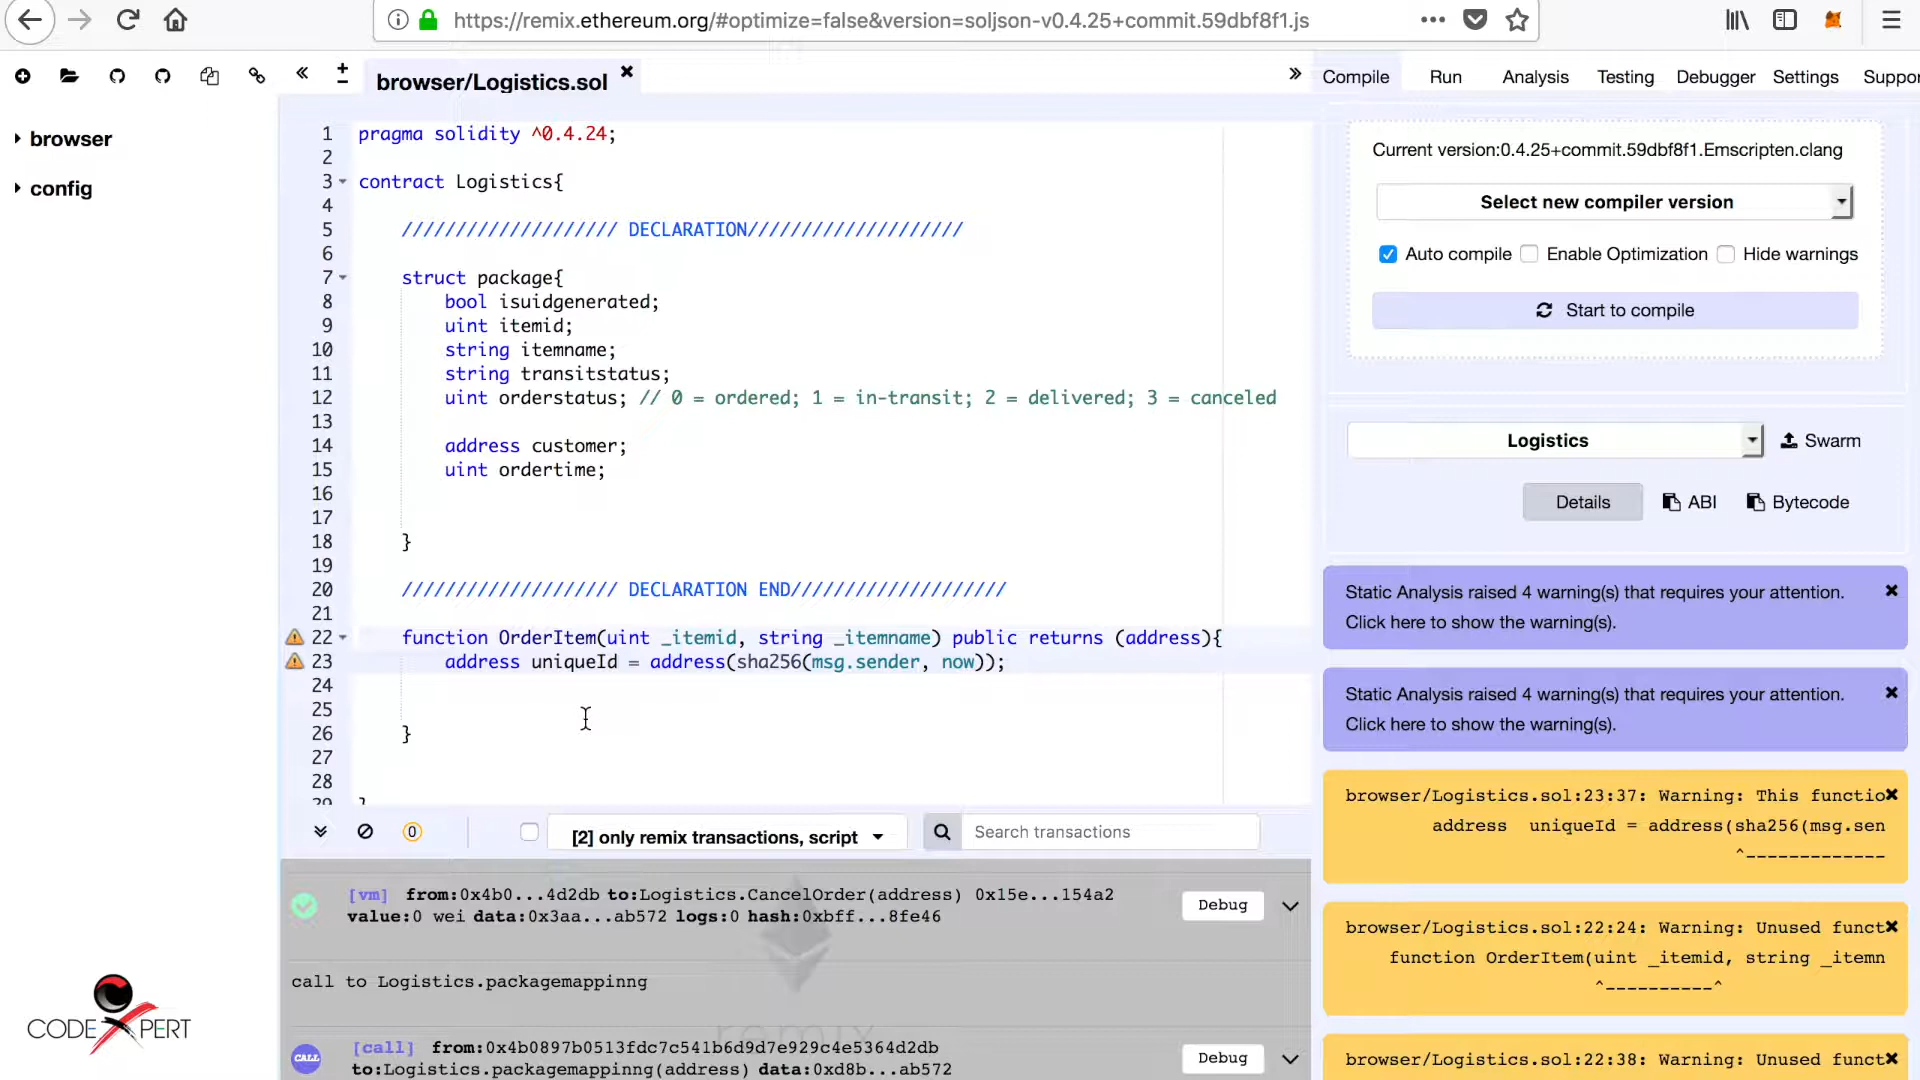 https://remix.ethereum.org/#optimize=false&version=soljson-v0.4.25+commit.59dbf8f1.js
browser/Logistics.sol
Compile Run Analysis Testing Debugger Settings Suppor
browser
config
1 pragma solidity ^0.4.24;
2
3 contract Logistics{
4
5 //////////////////// DECLARATION////////////////////
6
7 struct package{
8 bool isuidgenerated;
9 uint itemid;
10 string itemname;
11 string transitstatus;
12 uint orderstatus; // 0 = ordered; 1 = in-transit; 2 = delivered; 3 = canceled
13
14 address customer;
15 uint ordertime;
16
17
18 }
19
20 //////////////////// DECLARATION END////////////////////
21
22 function OrderItem(uint _itemid, string _itemname) public returns (address){
23 address uniqueId = address(sha256(msg.sender, now));
24
25
26 }
27
28
29 }
Current version:0.4.25+commit.59dbf8f1.Emscripten.clang
Select new compiler version
Auto compile Enable Optimization Hide warnings
Start to compile
Logistics Swarm
Details ABI Bytecode
Static Analysis raised 4 warning(s) that requires your attention.
Click here to show the warning(s).
Static Analysis raised 4 warning(s) that requires your attention.
Click here to show the warning(s).
browser/Logistics.sol:23:37: Warning: This functio
address uniqueId = address(sha256(msg.sen
^-------------
browser/Logistics.sol:22:24: Warning: Unused funct
function OrderItem(uint _itemid, string _itemn
^----------^
browser/Logistics.sol:22:38: Warning: Unused funct
0 [2] only remix transactions, script Search transactions
[vm] from:0x4b0...4d2db to:Logistics.CancelOrder(address) 0x15e...154a2
value:0 wei data:0x3aa...ab572 logs:0 hash:0xbff...8fe46
Debug
call to Logistics.packagemappinng
remix
CALL [call] from:0x4b0897b0513fdc7c541b6d9d7e929c4e5364d2db
to:Logistics.packagemappinng(address) data:0xd8b...ab572
Debug
CODEXPERT